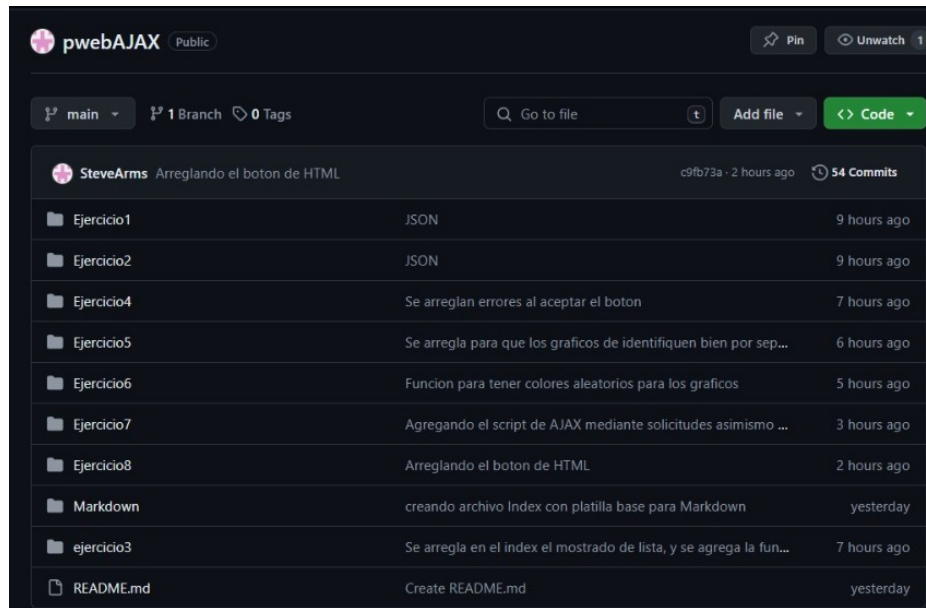 pwebAJAX Public Pin Unwatch 1
main 1 Branch 0 Tags Go to file t Add file <> Code
SteveArms Arreglando el boton de HTML c9fb73a · 2 hours ago 54 Commits
Ejercicio1 JSON 9 hours ago
Ejercicio2 JSON 9 hours ago
Ejercicio4 Se arreglan errores al aceptar el boton 7 hours ago
Ejercicio5 Se arregla para que los graficos de identifiquen bien por sep... 6 hours ago
Ejercicio6 Funcion para tener colores aleatorios para los graficos 5 hours ago
Ejercicio7 Agregando el script de AJAX mediante solicitudes asimismo ... 3 hours ago
Ejercicio8 Arreglando el boton de HTML 2 hours ago
Markdown creando archivo Index con platilla base para Markdown yesterday
ejercicio3 Se arregla en el index el mostrado de lista, y se agrega la fun... 7 hours ago
README.md Create README.md yesterday